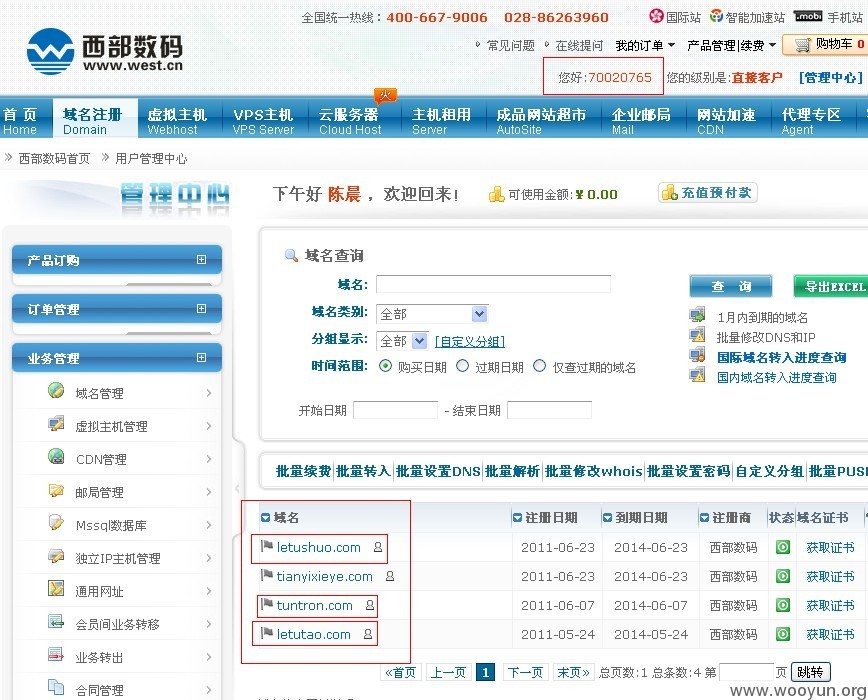 全国统一热线：400-667-9006 028-86263960 国际站 智能加速站 .mobi 手机站
西部数码
www.west.cn
常见问题 在线提问 我的订单 产品管理|续费 购物车 0
您好:70020765 您的级别是:直接客户 [管理中心]
火
首 页 域名注册 虚拟主机 VPS主机 云服务器 主机租用 成品网站超市 企业邮局 网站加速 代理专区
Home Domain Webhost VPS Server Cloud Host Server AutoSite Mail CDN Agent
西部数码首页 用户管理中心
管理中心 下午好 陈晨，欢迎回来！ 可使用金额:¥ 0.00 充值预付款
产品订购
订单管理
业务管理
域名管理
虚拟主机管理
CDN管理
邮局管理
Mssql数据库
独立IP主机管理
通用网址
会员间业务转移
业务转出
合同管理
域名查询
域名:
域名类别: 全部
分组显示: 全部 [自定义分组]
时间范围: 购买日期 过期日期 仅查过期的域名
开始日期 - 结束日期
查 询 导出EXCEL
1月内到期的域名
批量修改DNS和IP
国际域名转入进度查询
国内域名转入进度查询
批量续费 批量转入 批量设置DNS 批量解析 批量修改whois 批量设置密码 自定义分组 批量PUSH
域名 注册日期 到期日期 注册商 状态 域名证书
letushuo.com 2011-06-23 2014-06-23 西部数码 获取证书
tianyixieye.com 2011-06-23 2014-06-23 西部数码 获取证书
tuntron.com 2011-06-07 2014-06-07 西部数码 获取证书
letutao.com 2011-05-24 2014-05-24 西部数码 获取证书
«首页 上一页 1 下一页 末页» 总页数:1 总条数:4 第 页 跳转
www.wooyun.org